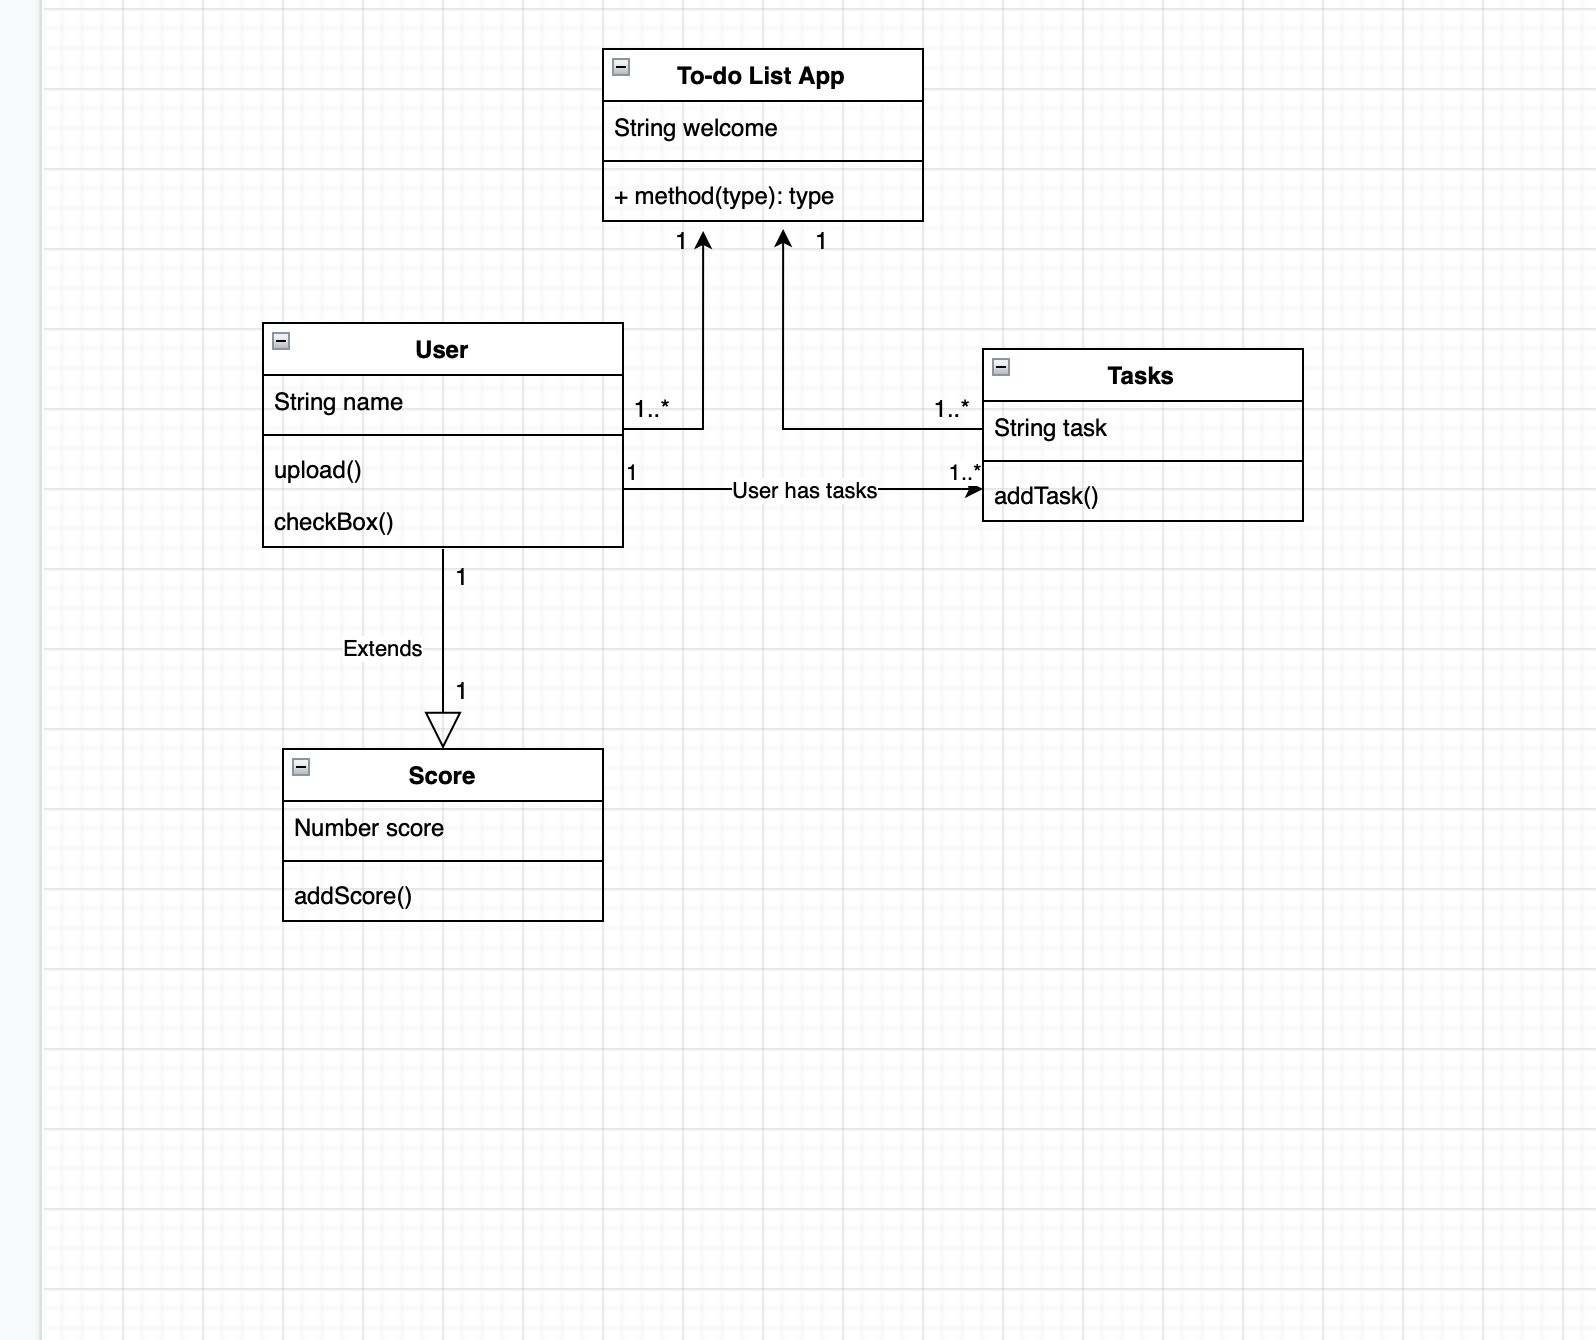 To-do List App
String welcome
+ method(type): type
1
1
User
String name
upload()
checkBox()
1..*
1..*
Tasks
String task
addTask()
1
User has tasks
1..*
1
Extends
1
Score
Number score
addScore()